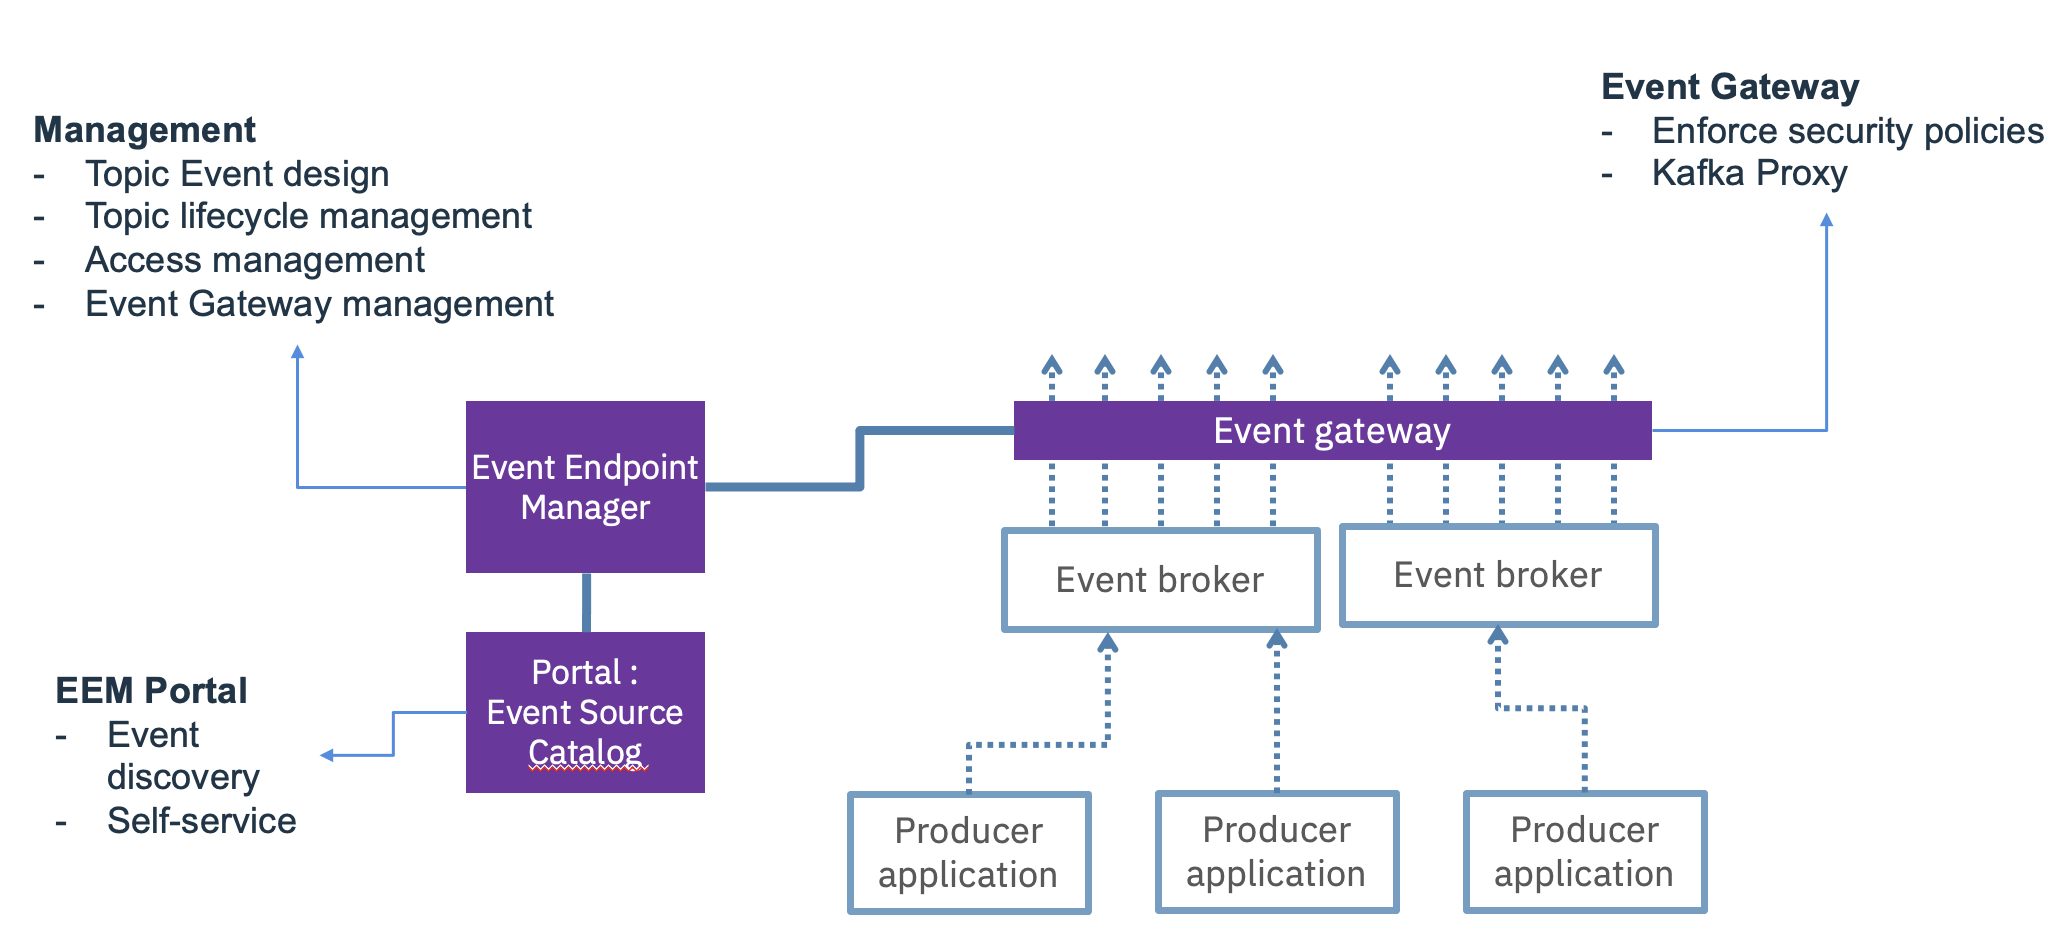 Management
- Topic Event design
- Topic lifecycle management
- Access management
- Event Gateway management
Event Gateway
- Enforce security policies
- Kafka Proxy
Event Endpoint
Manager
Event gateway
Event broker
Event broker
Portal :
Event Source
Catalog
EEM Portal
- Event
discovery
- Self-service
Producer
application
Producer
application
Producer
application